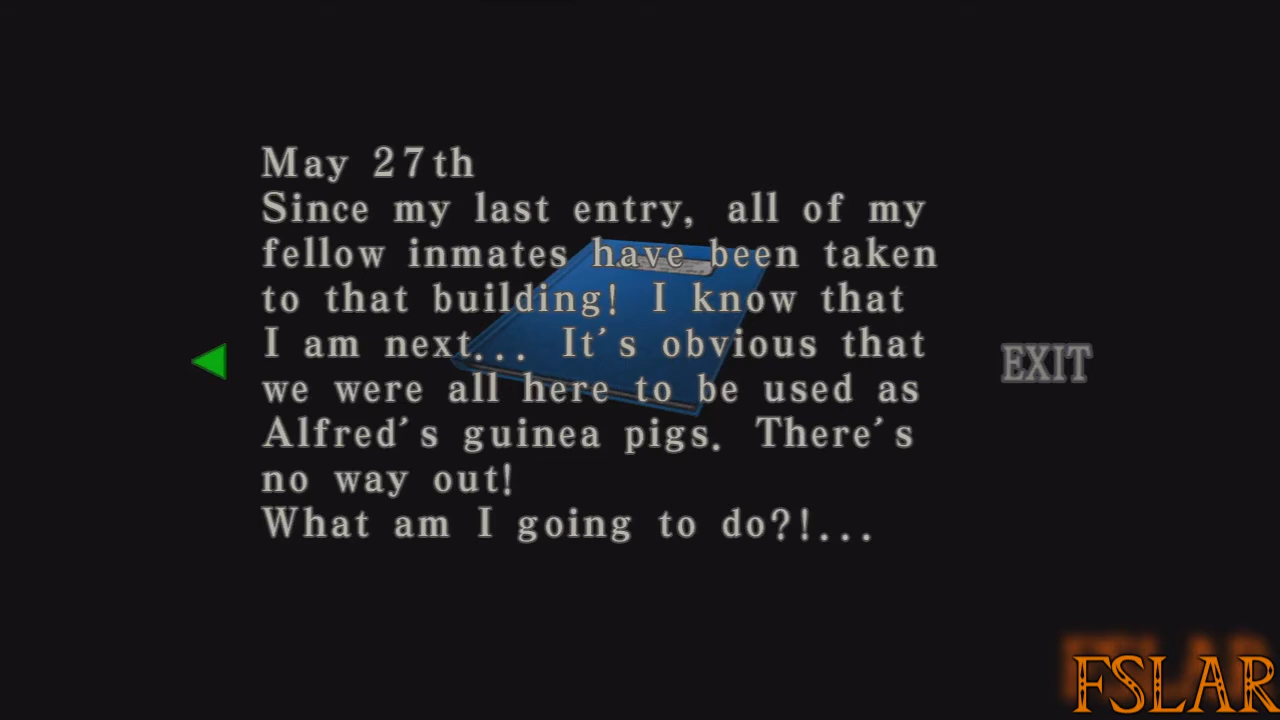 May 27th
Since my last entry, all of my
fellow inmates have been taken
to that building! I know that
I am next... It's obvious that
we were all here to be used as
Alfred's guinea pigs. There's
no way out!
What am I going to do?!...
EXIT
FSLAR